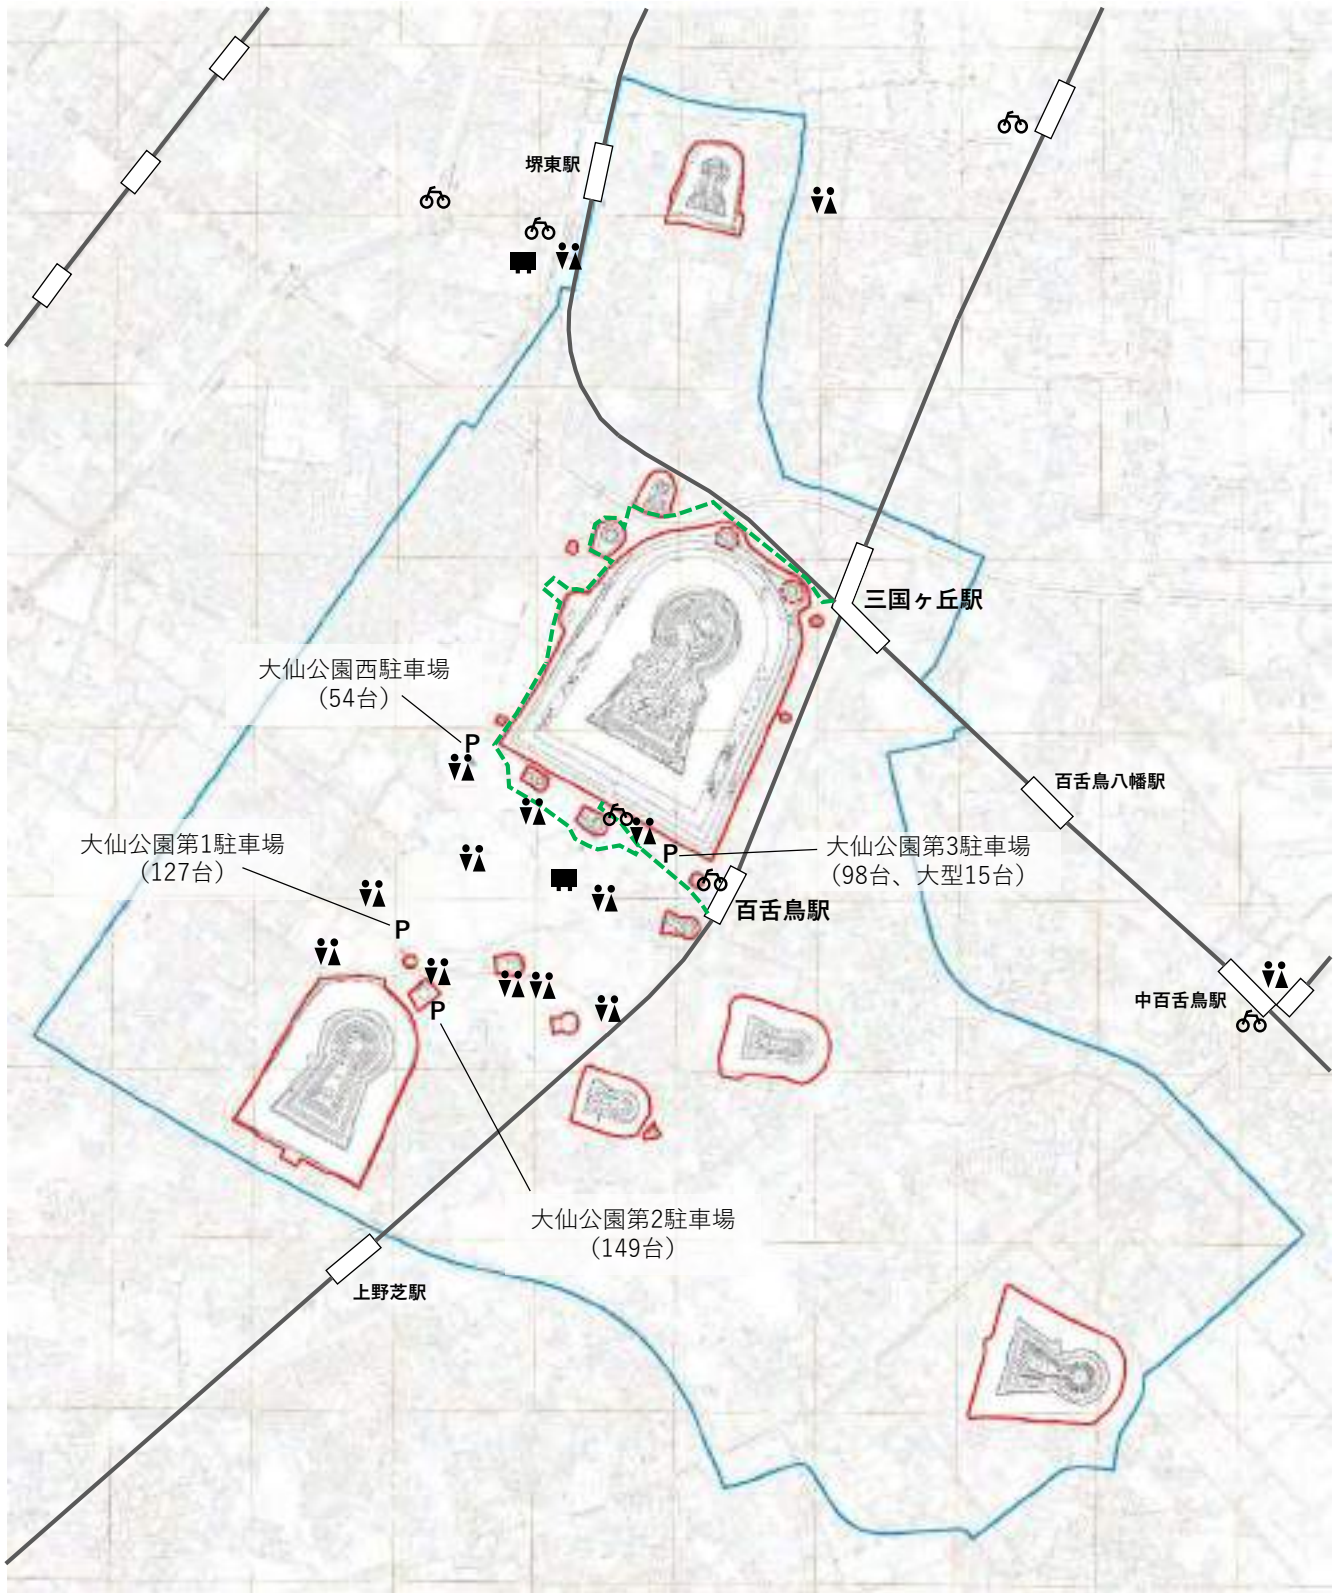 堺東駅
三国ヶ丘駅
大仙公園西駐車場
（54台）
P
百舌鳥八幡駅
大仙公園第1駐車場
（127台）
大仙公園第3駐車場
（98台、大型15台）
P
百舌鳥駅
P
中百舌鳥駅
P
大仙公園第2駐車場
（149台）
上野芝駅